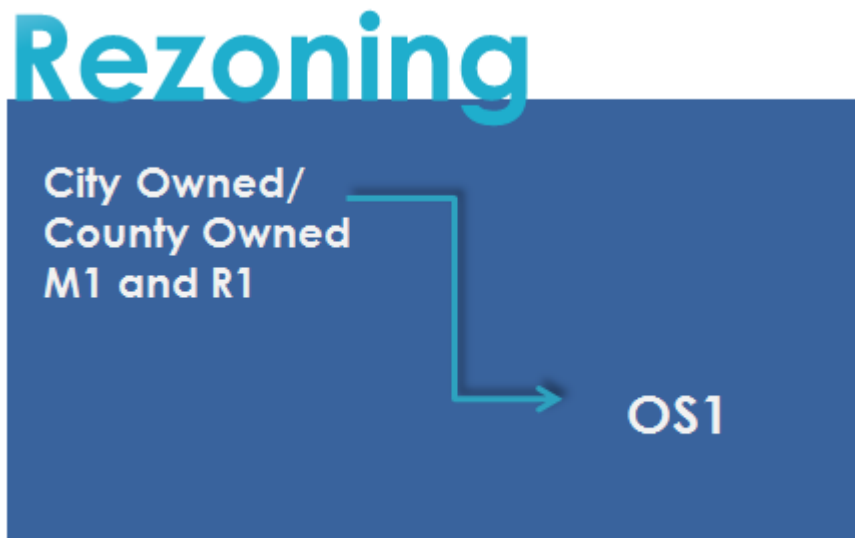 Rezoning
City Owned/
County Owned
M1 and R1
OS1